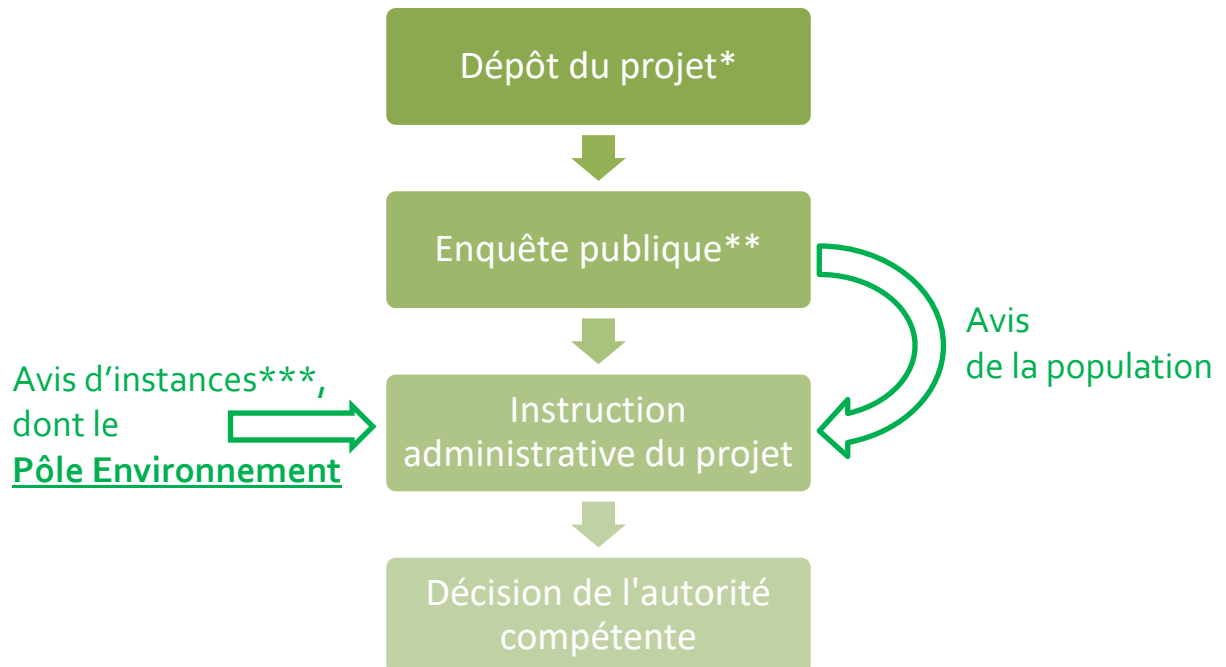 Dépôt du projet*
Enquête publique**
Avis
de la population
Avis d’instances***,
dont le
Pôle Environnement
Instruction
administrative du projet
Décision de l'autorité
compétente